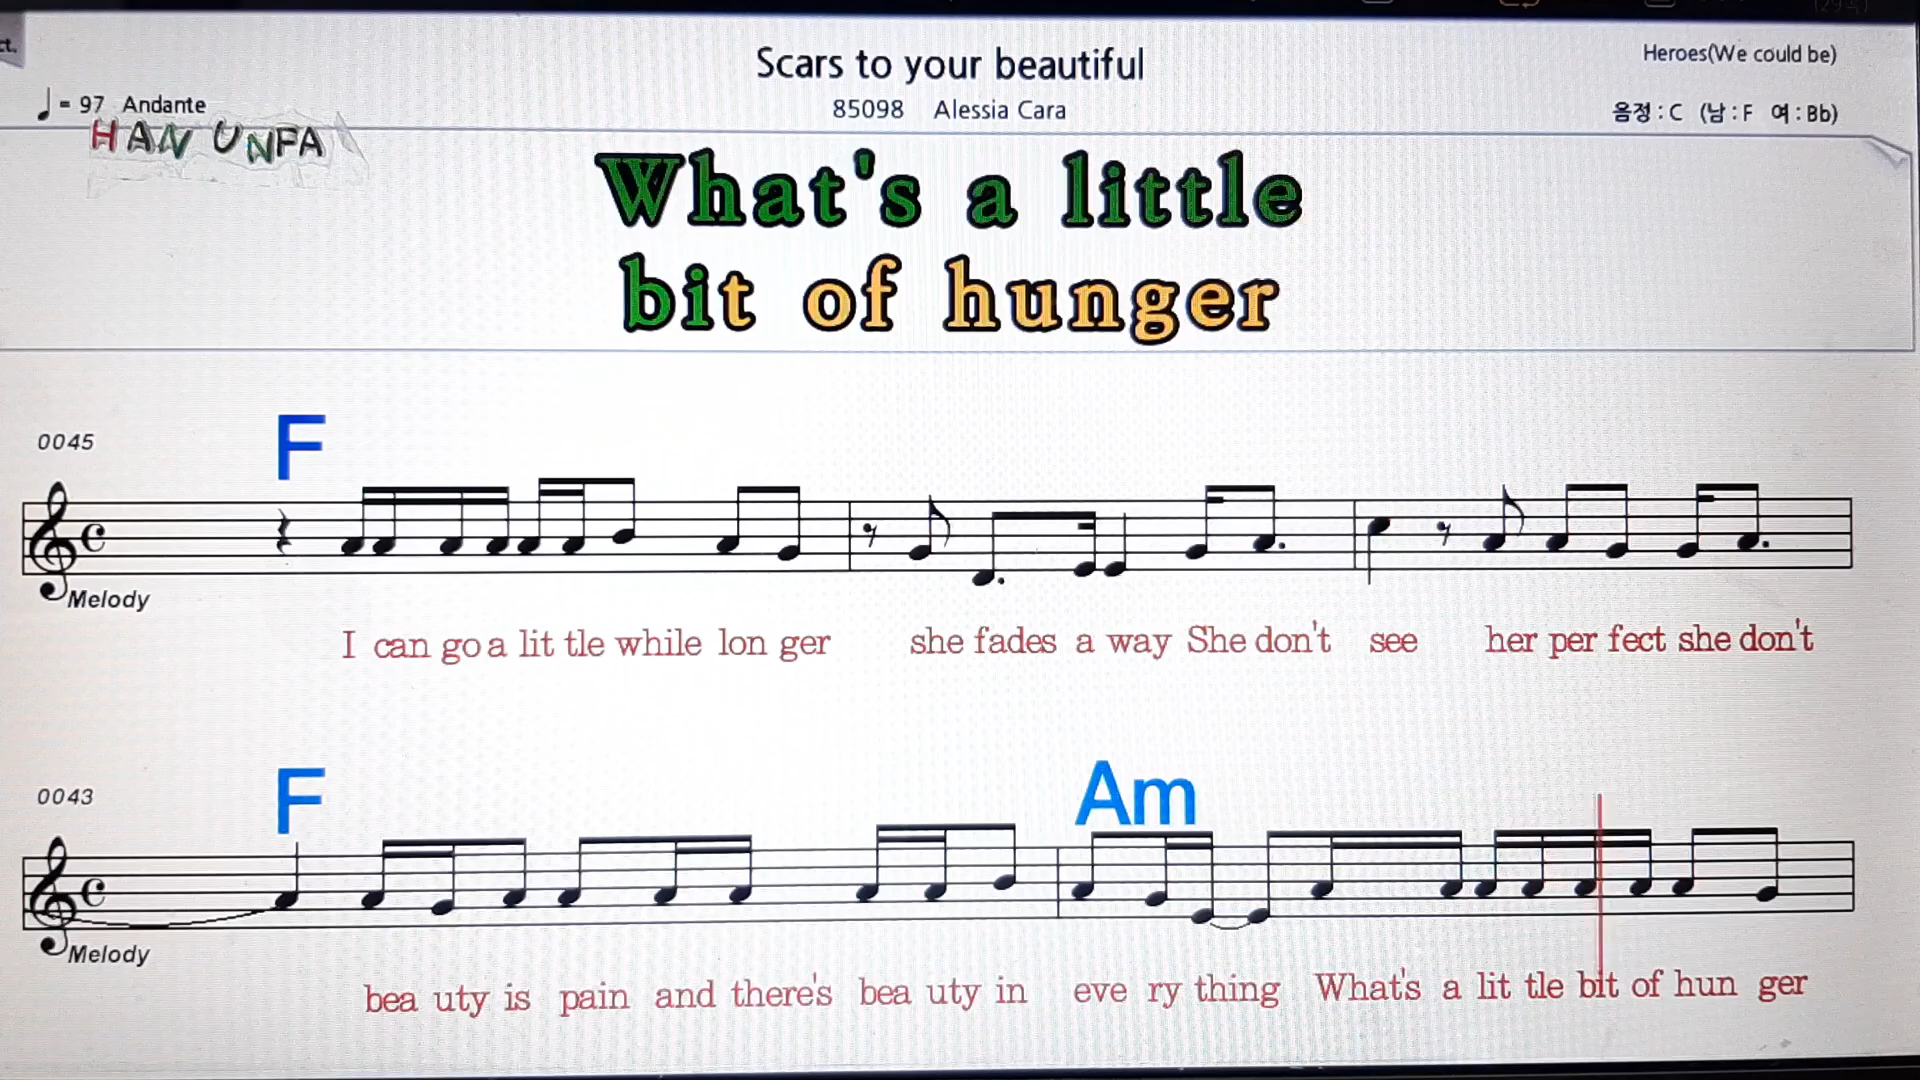 ct.
Scars to your beautiful
Heroes(We could be)
= 97 Andante
85098 Alessia Cara
음정 : C (남 : F 여 : Bb)
HAN UNFA
What's a little
bit of hunger
F
0045
Melody
I can go a lit tle while lon ger she fades a way She don't see her per fect she don't
F Am
0043
Melody
bea uty is pain and there's bea uty in eve ry thing What's a lit tle bit of hun ger